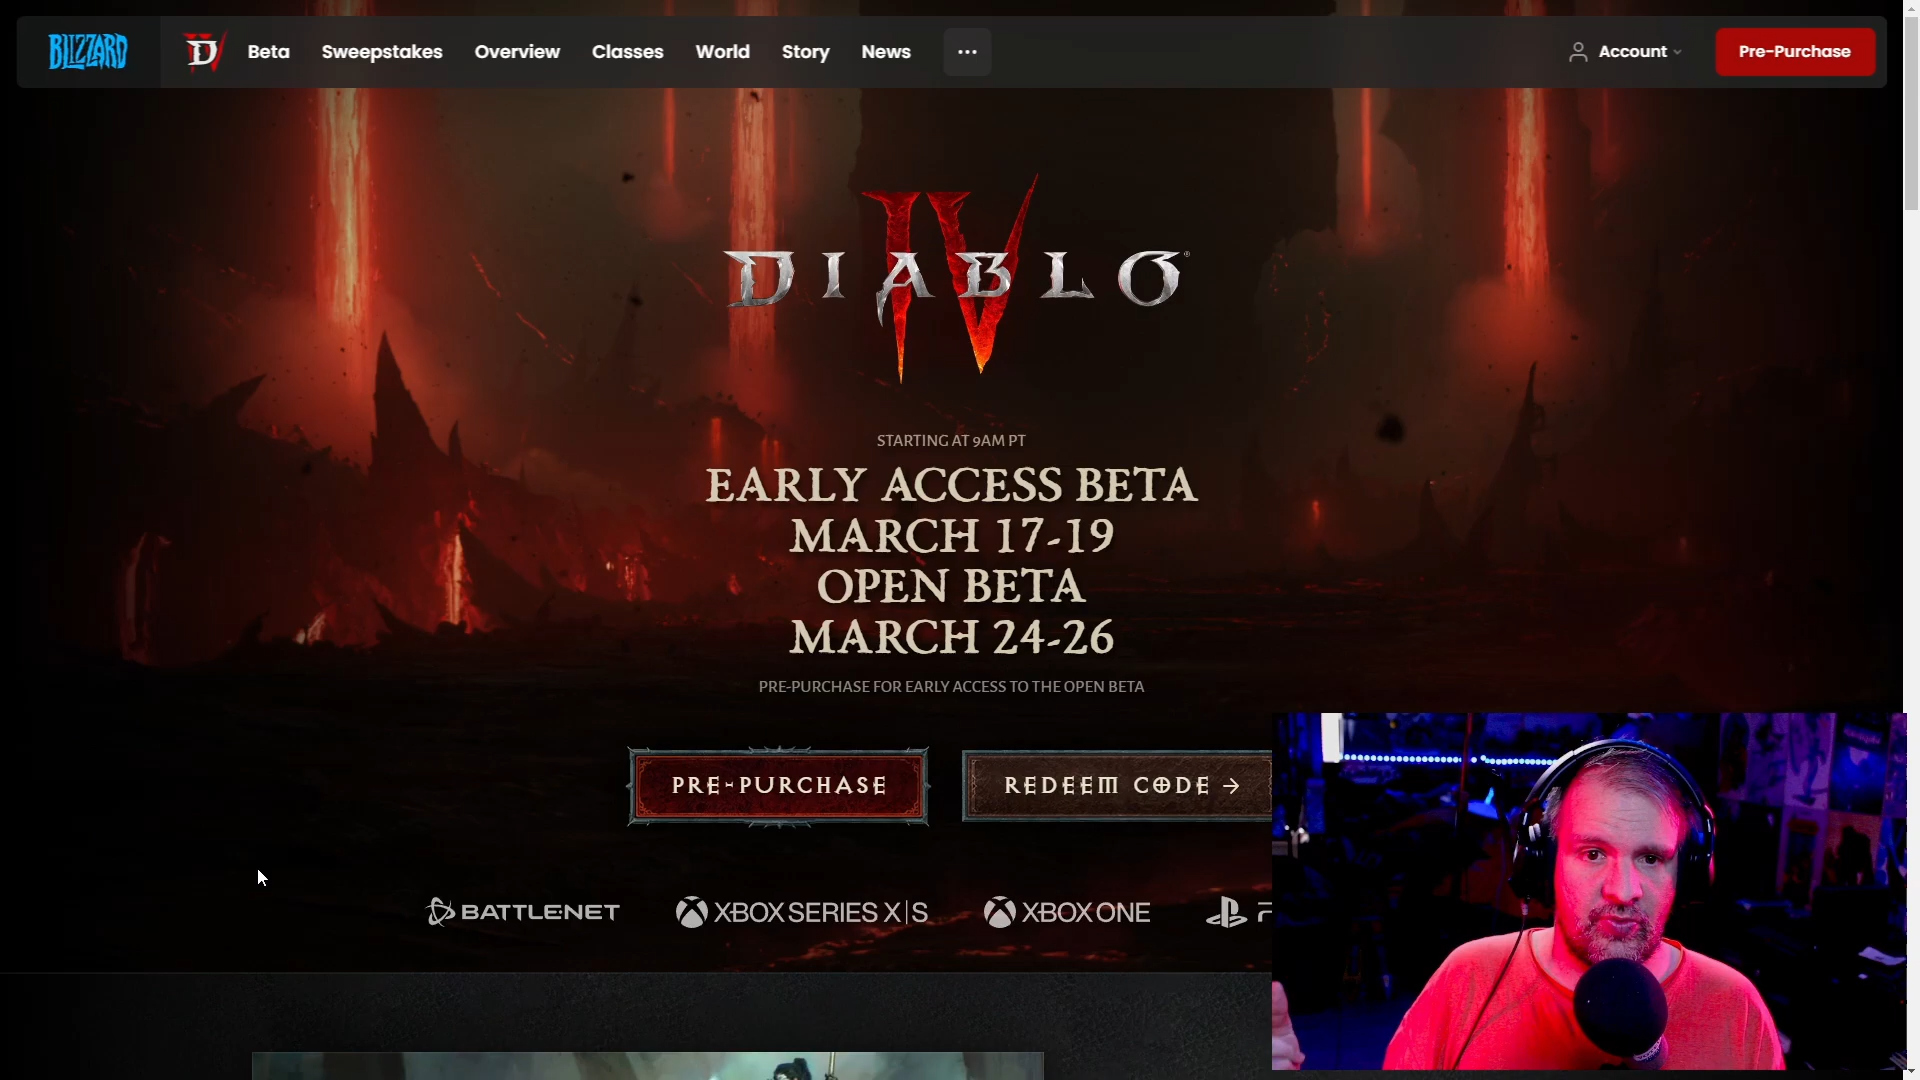 BLIZZARD
D
Beta
Sweepstakes
Overview
Classes
World
Story
News
•••
Account
Pre-Purchase
IV
DIABLO®
STARTING AT 9AM PT
EARLY ACCESS BETA
MARCH 17-19
OPEN BETA
MARCH 24-26
PRE-PURCHASE FOR EARLY ACCESS TO THE OPEN BETA
PRE-PURCHASE
REDEEM CODE →
BATTLE.NET
XBOX SERIES X|S
XBOX ONE